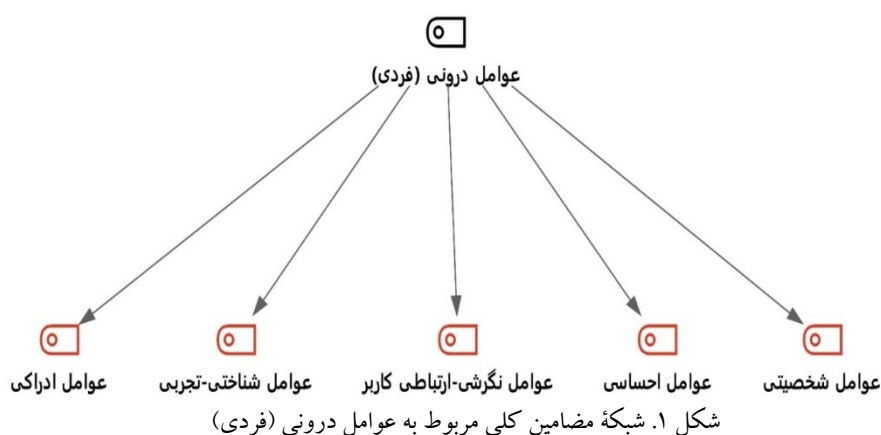 عوامل درونی (فردی)
عوامل شخصیتی
عوامل احساسی
عوامل نگرشی-ارتباطی کاربر
عوامل شناختی-تجربی
عوامل ادراکی
شکل ۱. شبکهٔ مضامین کلی مربوط به عوامل درونی (فردی)